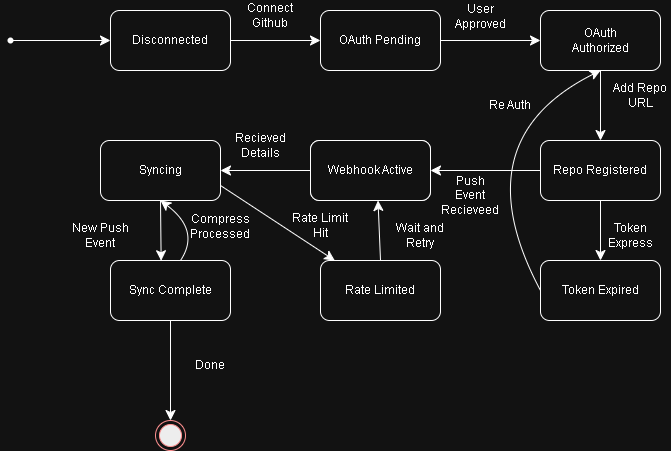 Connect
Github
User
Approved
Disconnected
OAuth Pending
OAuth
Authorized
Re Auth
Add Repo
URL
Recieved
Details
Syncing
Webhook Active
Repo Registered
Push
Event
Recieveed
New Push
Event
Compress
Processed
Rate Limit
Hit
Wait and
Retry
Token
Express
Sync Complete
Rate Limited
Token Expired
Done